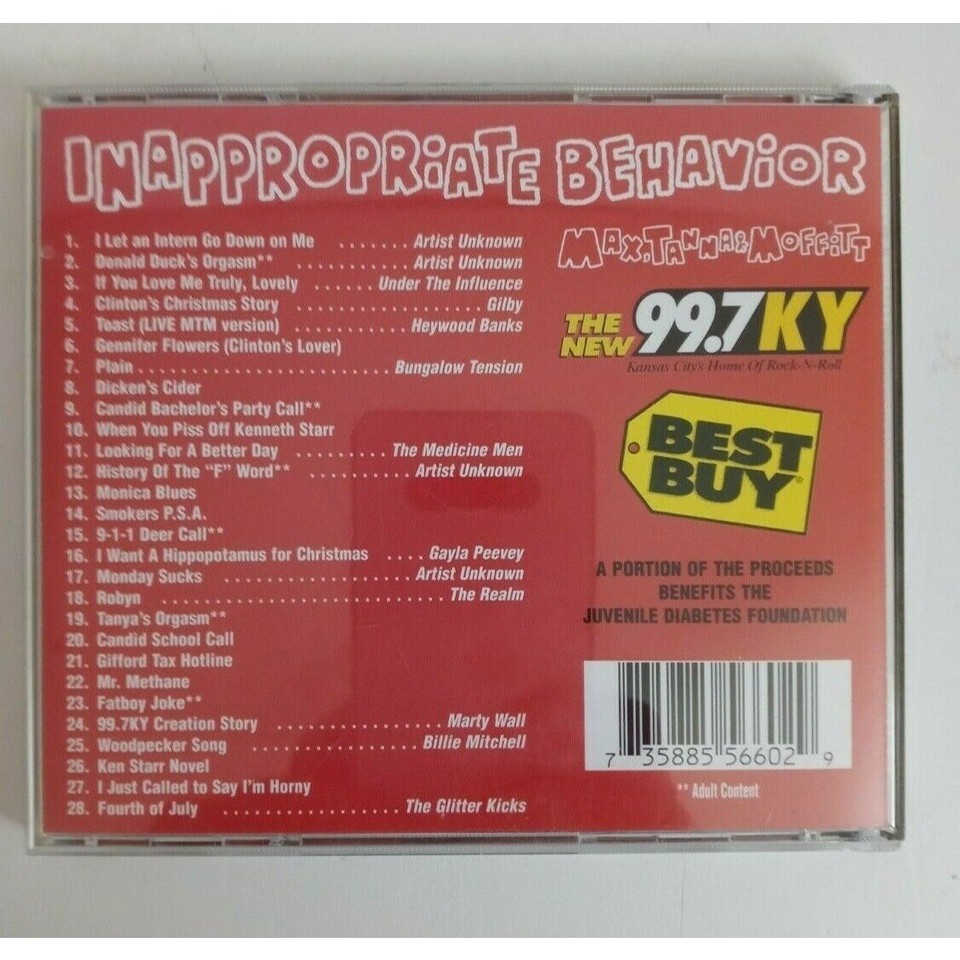 INAPPROPRIATE BEHAVIOR
1. I Let an Intern Go Down on Me ....... Artist Unknown
2. Donald Duck's Orgasm** ............ Artist Unknown
3. If You Love Me Truly, Lovely ...... Under The Influence
4. Clinton's Christmas Story .................... Gilby
5. Toast (LIVE MTM version) ............ Heywood Banks
6. Gennifer Flowers (Clinton's Lover)
7. Plain ........................... Bungalow Tension
8. Dicken's Cider
9. Candid Bachelor's Party Call**
10. When You Piss Off Kenneth Starr
11. Looking For A Better Day .......... The Medicine Men
12. History Of The "F" Word** ........... Artist Unknown
13. Monica Blues
14. Smokers P.S.A.
15. 9-1-1 Deer Call**
16. I Want A Hippopotamus for Christmas .... Gayla Peevey
17. Monday Sucks ................... Artist Unknown
18. Robyn ............................. The Realm
19. Tanya's Orgasm**
20. Candid School Call
21. Gifford Tax Hotline
22. Mr. Methane
23. Fatboy Joke**
24. 99.7KY Creation Story ................ Marty Wall
25. Woodpecker Song ................ Billie Mitchell
26. Ken Starr Novel
27. I Just Called to Say I'm Horny
28. Fourth of July .................. The Glitter Kicks
MAX, TANNA & MOFFITT
THE NEW 99.7KY
Kansas City's Home Of Rock-N-Roll
BEST
BUY®
A PORTION OF THE PROCEEDS
BENEFITS THE
JUVENILE DIABETES FOUNDATION
7 35885 56602 9
** Adult Content